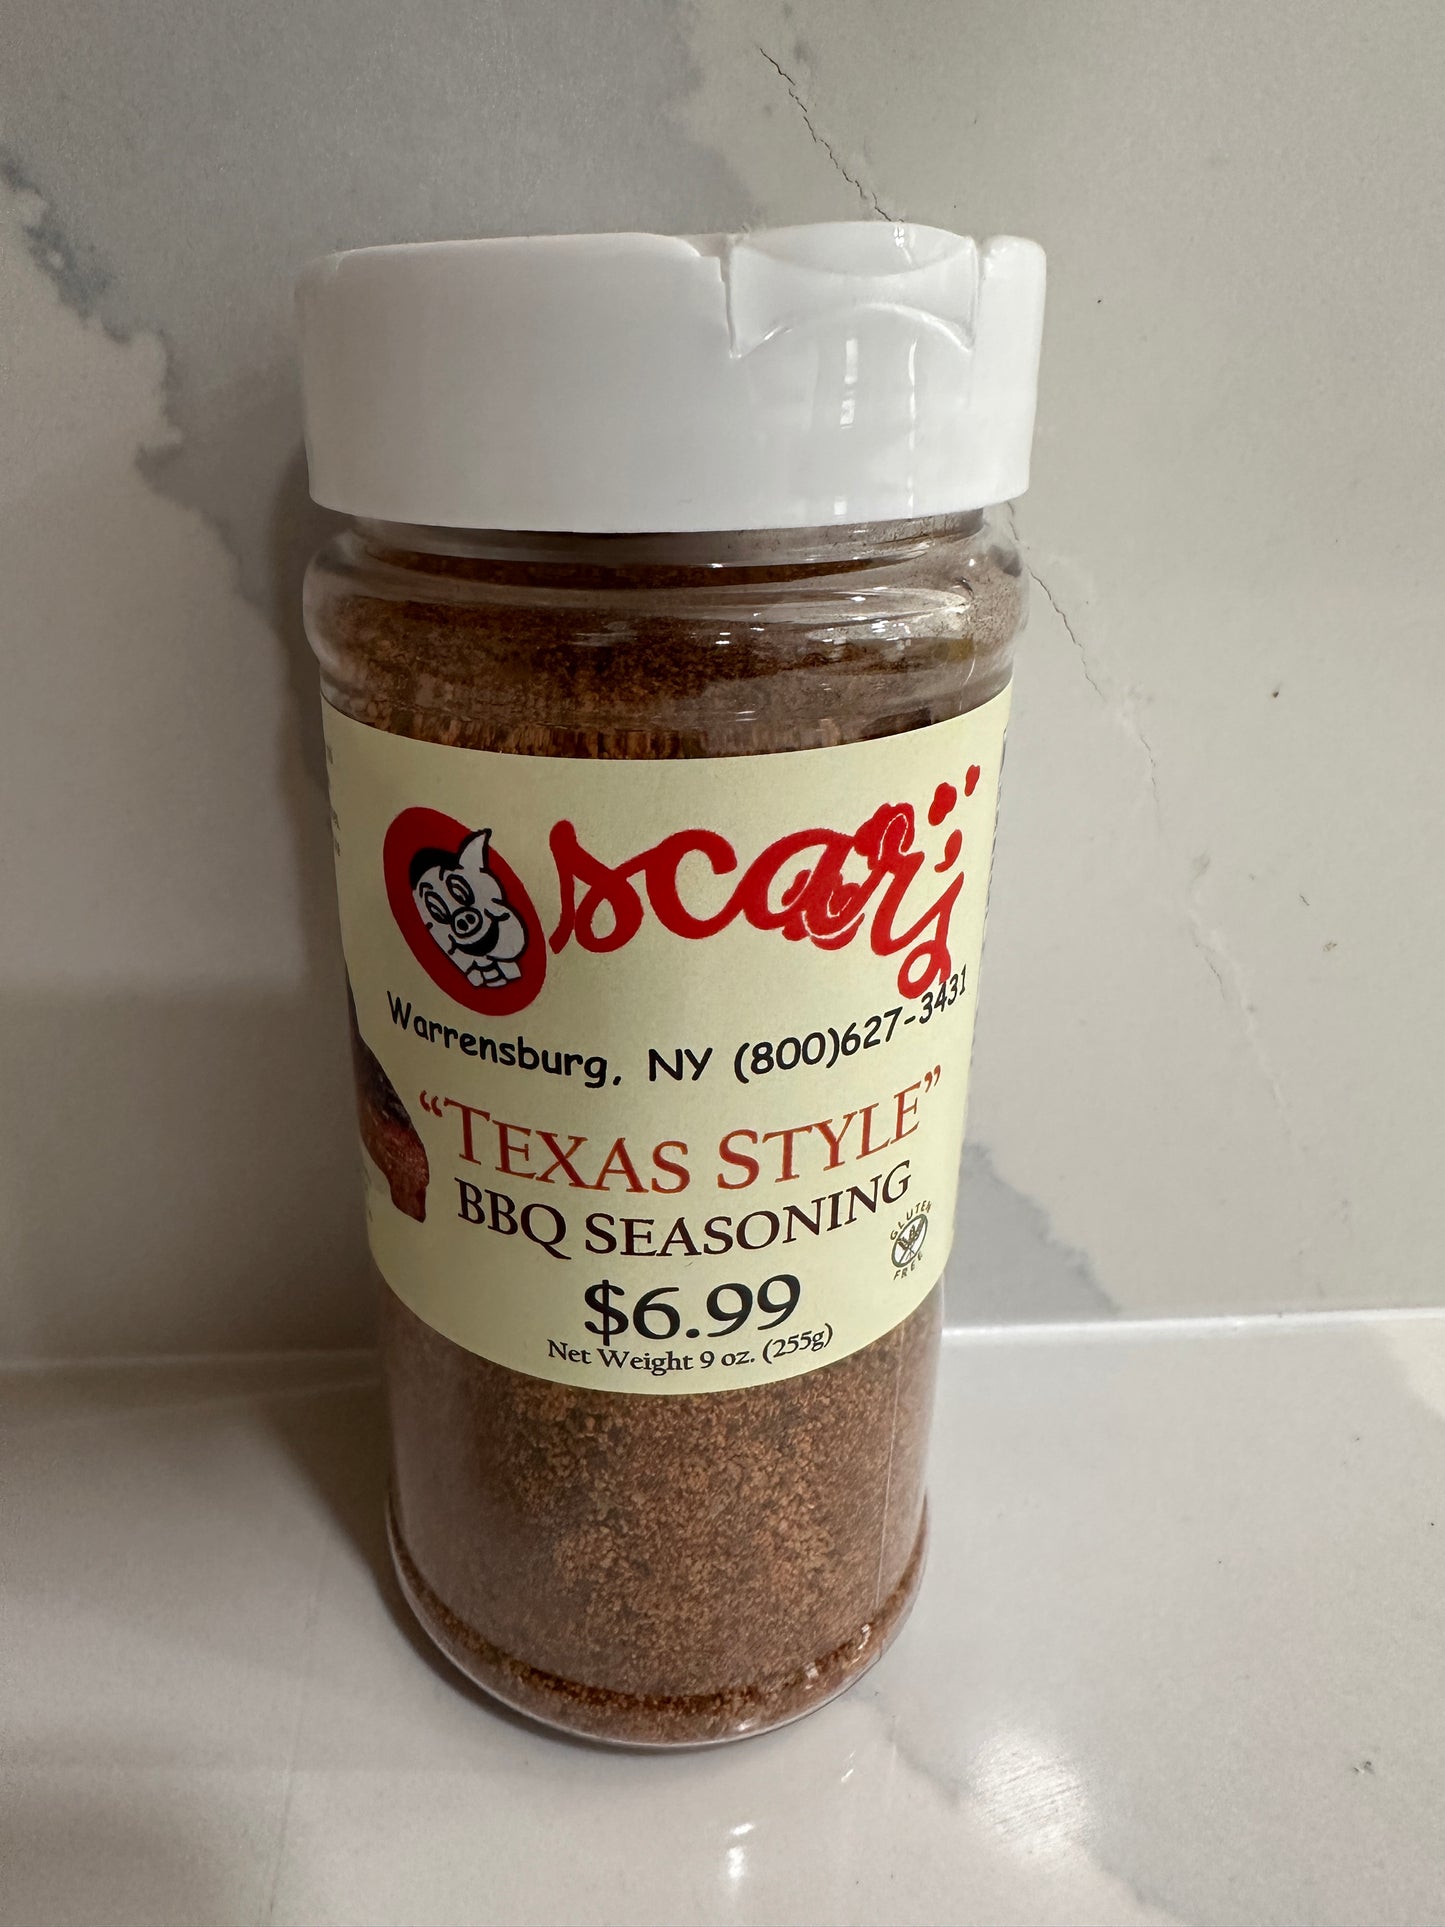 Oscar's
Warrensburg, NY (800)627-3431
“TEXAS STYLE”
BBQ SEASONING
GLUTEN
FREE
$6.99
Net Weight 9 oz. (255g)